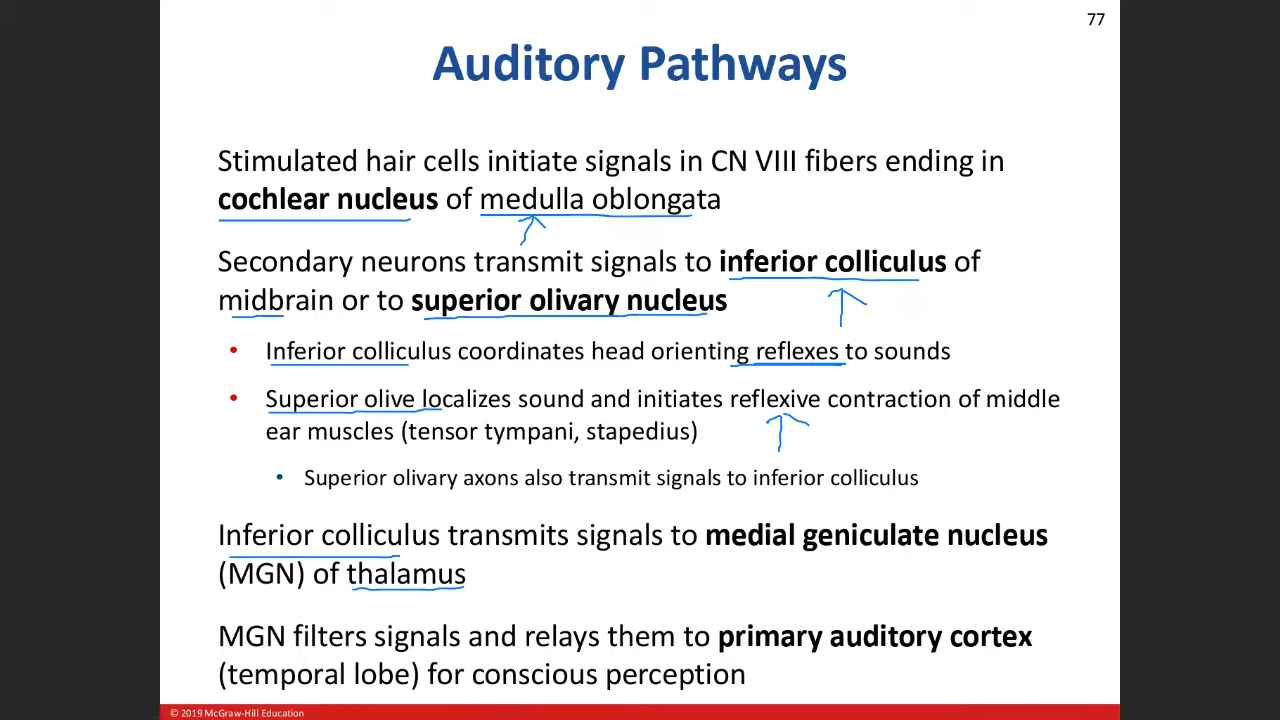 77
Auditory Pathways
Stimulated hair cells initiate signals in CN VIII fibers ending in
cochlear nucleus of medulla oblongata
Secondary neurons transmit signals to inferior colliculus of
midbrain or to superior olivary nucleus
• Inferior colliculus coordinates head orienting reflexes to sounds
• Superior olive localizes sound and initiates reflexive contraction of middle
ear muscles (tensor tympani, stapedius)
• Superior olivary axons also transmit signals to inferior colliculus
Inferior colliculus transmits signals to medial geniculate nucleus
(MGN) of thalamus
MGN filters signals and relays them to primary auditory cortex
(temporal lobe) for conscious perception
© 2019 McGraw-Hill Education